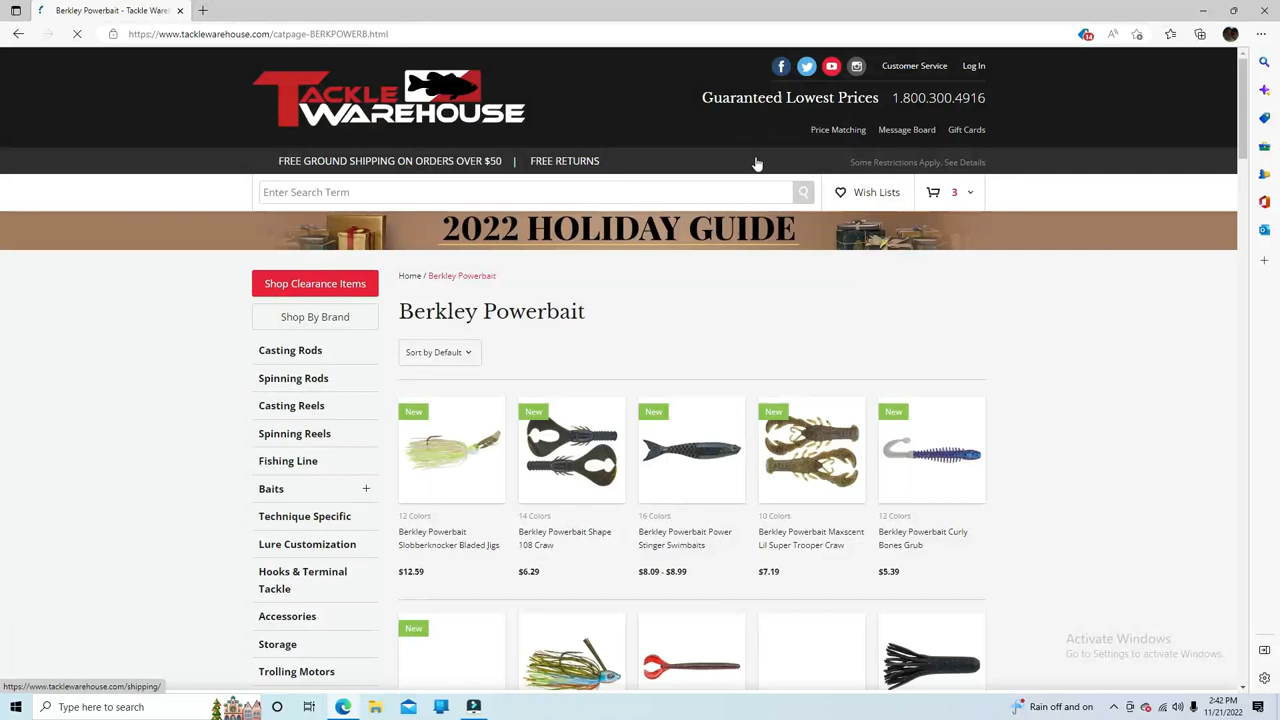 Berkley Powerbait - Tackle Ware
https://www.tacklewarehouse.com/catpage-BERKPOWERB.html
14
TACKLE WAREHOUSE
Customer Service
Log In
Guaranteed Lowest Prices 1.800.300.4916
Price Matching
Message Board
Gift Cards
FREE GROUND SHIPPING ON ORDERS OVER $50 | FREE RETURNS
Some Restrictions Apply. See Details
Enter Search Term
Wish Lists
3
2022 HOLIDAY GUIDE
Home / Berkley Powerbait
Berkley Powerbait
Sort by Default
Shop Clearance Items
Shop By Brand
Casting Rods
Spinning Rods
Casting Reels
Spinning Reels
Fishing Line
Baits
Technique Specific
Lure Customization
Hooks & Terminal
Tackle
Accessories
Storage
Trolling Motors
New
12 Colors
Berkley Powerbait
Slobberknocker Bladed Jigs
$12.59
New
14 Colors
Berkley Powerbait Shape
108 Craw
$6.29
New
16 Colors
Berkley Powerbait Power
Stinger Swimbaits
$8.09 - $8.99
New
10 Colors
Berkley Powerbait Maxscent
Lil Super Trooper Craw
$7.19
New
12 Colors
Berkley Powerbait Curly
Bones Grub
$5.39
New
Activate Windows
Go to Settings to activate Windows.
https://www.tacklewarehouse.com/shipping/
Type here to search
Rain off and on
2:42 PM
11/21/2022